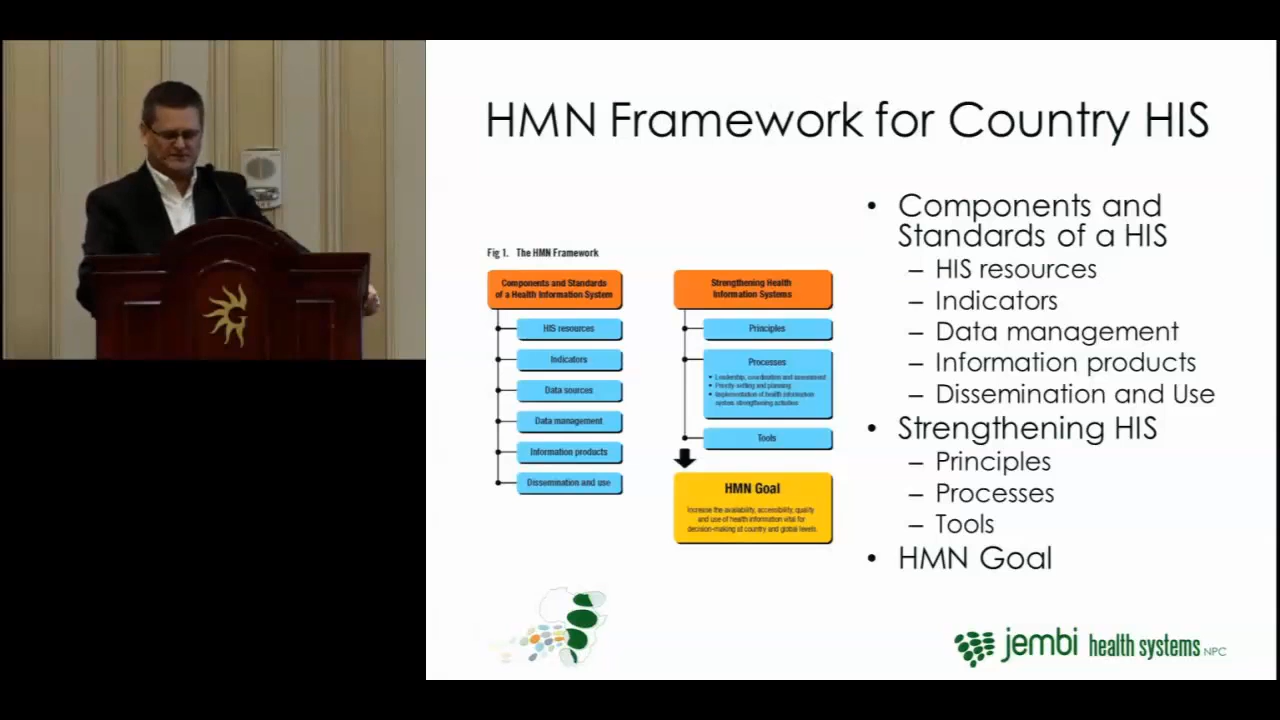 HMN Framework for Country HIS
Fig 1. The HMN Framework
Components and Standards
of a Health Information System
HIS resources
Indicators
Data sources
Data management
Information products
Dissemination and use
Strengthening Health
Information Systems
Principles
Processes
• Leadership, coordination and assessment
• Priority-setting and planning
• Implementation of health information
system strengthening activities
Tools
HMN Goal
Increase the availability, accessibility, quality
and use of health information vital for
decision-making at country and global levels.
• Components and
Standards of a HIS
– HIS resources
– Indicators
– Data management
– Information products
– Dissemination and Use
• Strengthening HIS
– Principles
– Processes
– Tools
• HMN Goal
jembi health systems NPC